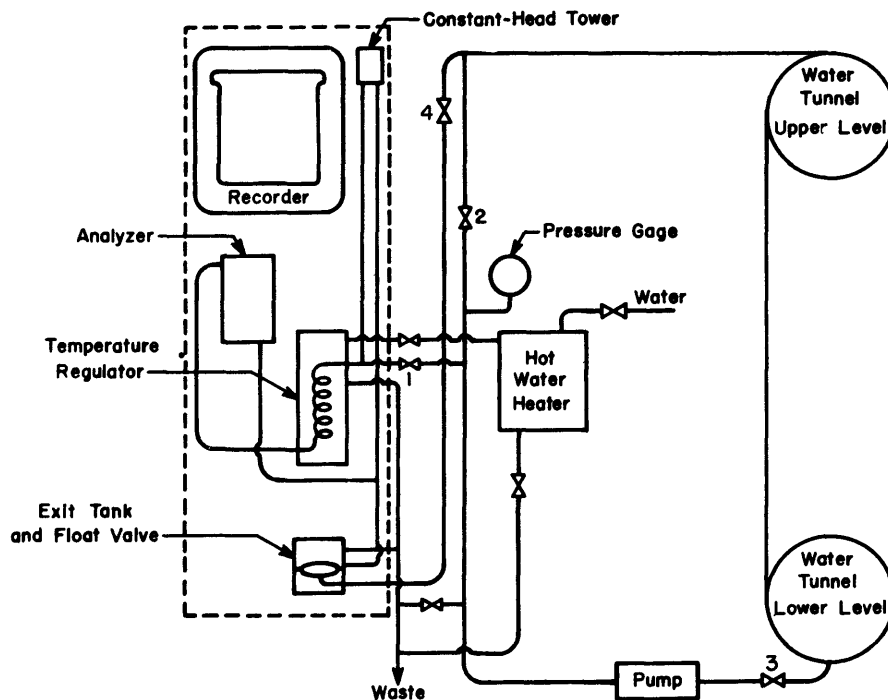 Constant-Head Tower
Water
Tunnel
Upper Level
4
Recorder
2
Analyzer
Pressure Gage
Water
Temperature
Regulator
1
Hot
Water
Heater
Exit Tank
and Float Valve
Water
Tunnel
Lower Level
3
Pump
Waste